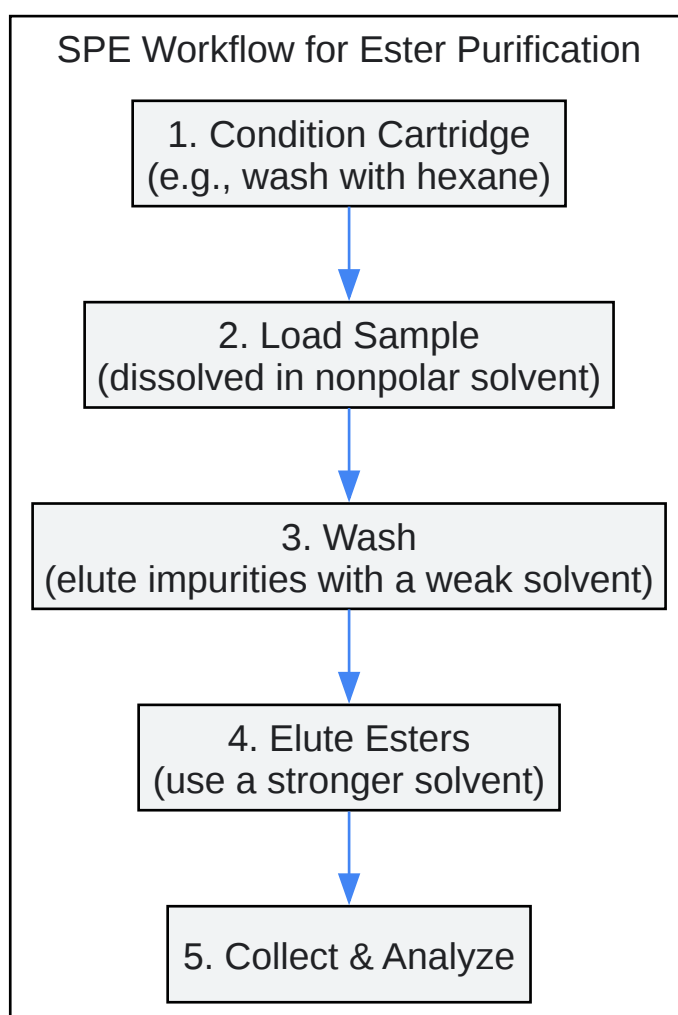 SPE Workflow for Ester Purification
1. Condition Cartridge
(e.g., wash with hexane)
2. Load Sample
(dissolved in nonpolar solvent)
3. Wash
(elute impurities with a weak solvent)
4. Elute Esters
(use a stronger solvent)
5. Collect & Analyze